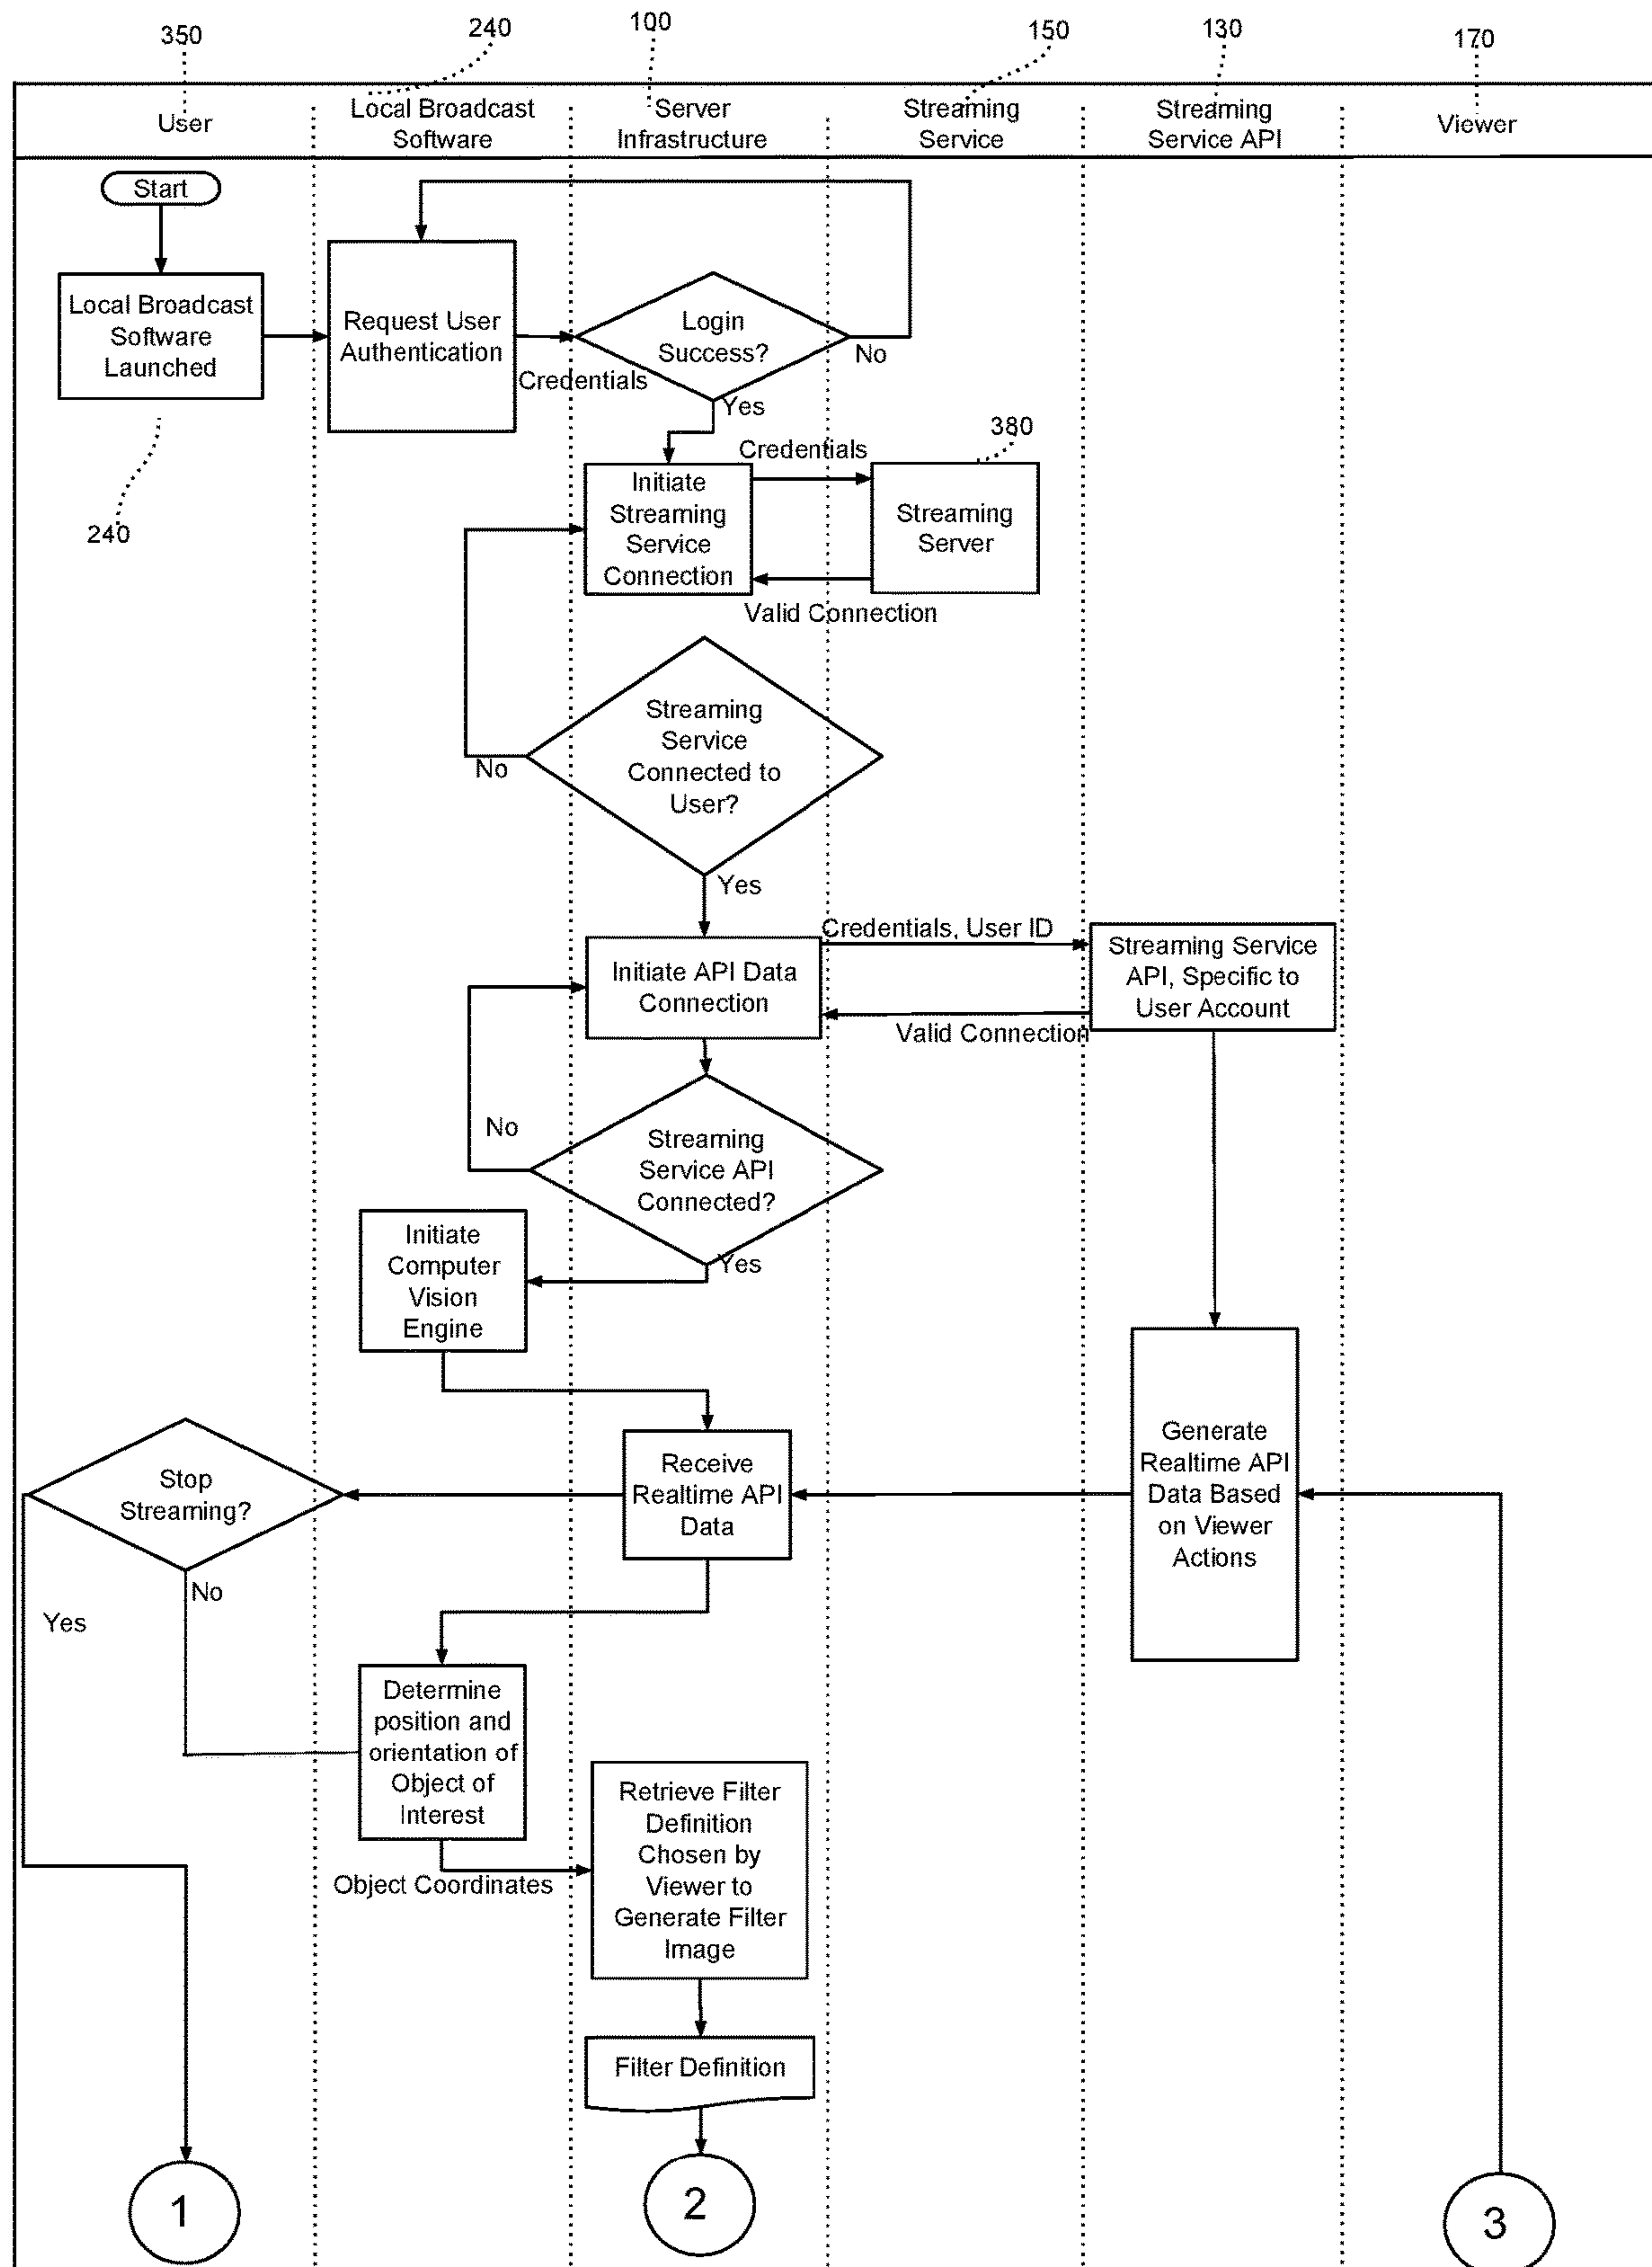 350
240
100
150
130
170
User
Local Broadcast
Software
Server
Infrastructure
Streaming
Service
Streaming
Service API
Viewer
Start
Local Broadcast
Software
Launched
240
Request User
Authentication
Credentials
Login
Success?
No
Yes
Credentials
380
Initiate
Streaming
Service
Connection
Streaming
Server
Valid Connection
Streaming
Service
Connected to
User?
No
Yes
Credentials, User ID
Initiate API Data
Connection
Streaming Service
API, Specific to
User Account
Valid Connection
No
Streaming
Service API
Connected?
Yes
Initiate
Computer
Vision
Engine
Stop
Streaming?
Receive
Realtime API
Data
Generate
Realtime API
Data Based
on Viewer
Actions
No
Yes
Determine
position and
orientation of
Object of
Interest
Object Coordinates
Retrieve Filter
Definition
Chosen by
Viewer to
Generate Filter
Image
Filter Definition
1
2
3